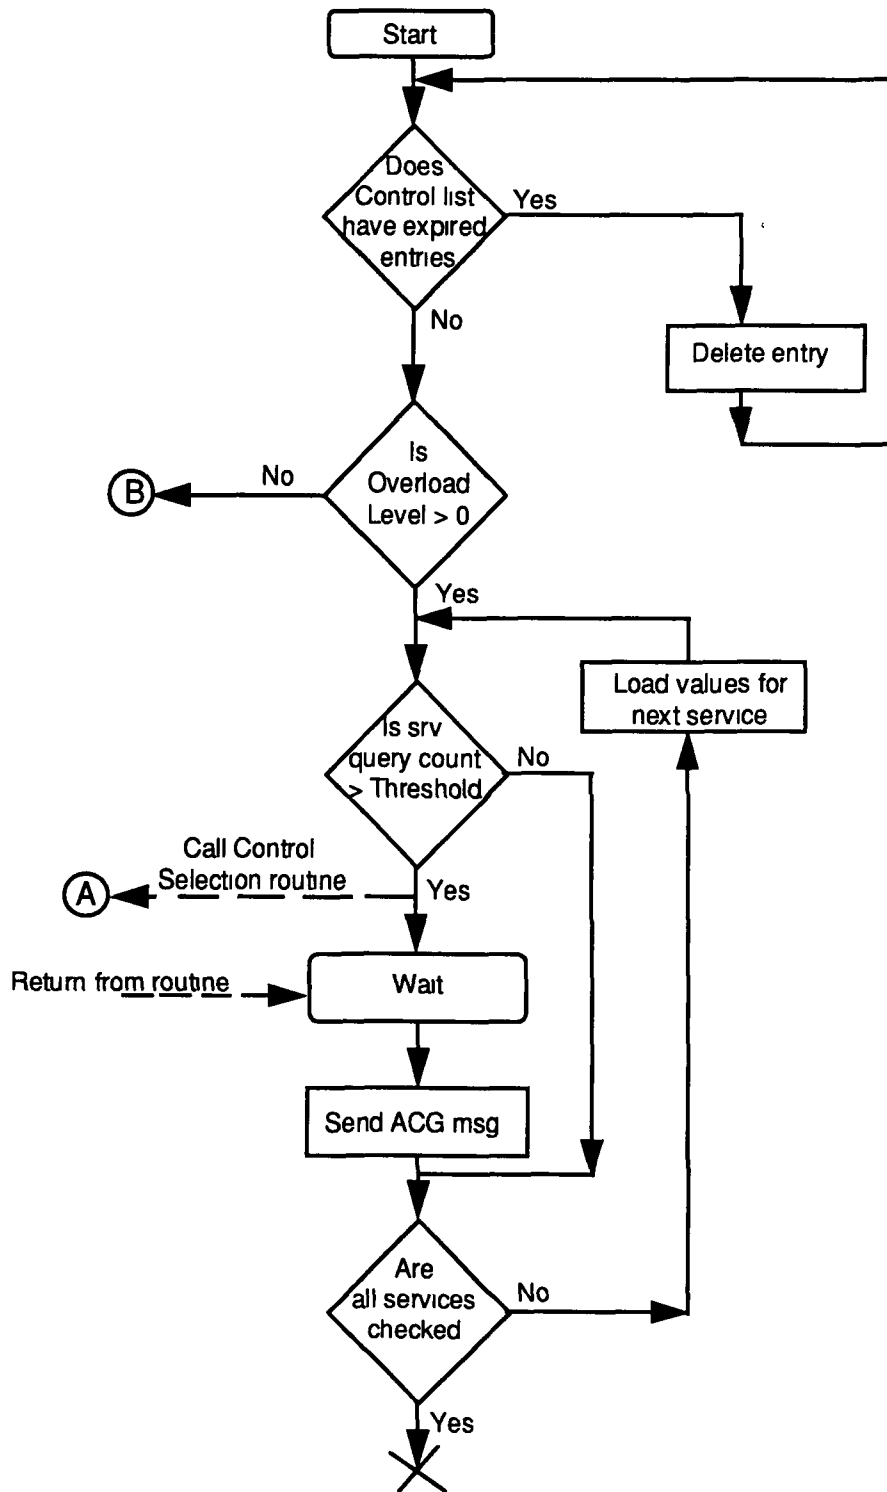 Start
Does
Control list
have expired
entries
Yes
No
Delete entry
Is
Overload
Level > 0
No
B
Yes
Load values for
next service
Is srv
query count
> Threshold
No
Call Control
Selection routine
A
Yes
Return from routine
Wait
Send ACG msg
Are
all services
checked
No
Yes